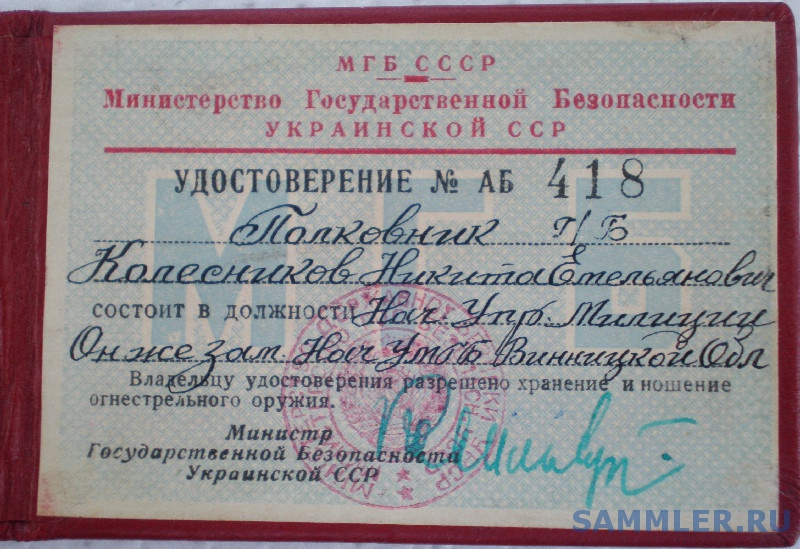 МГБ СССР
Министерство Государственной Безопасности
УКРАИНСКОЙ ССР
УДОСТОВЕРЕНИЕ № АБ 418
Полковник Г/Б
Колесников Никита Емельянович
состоит в должности Нач. Упр. Милиции
Он же зам. Нач УМГБ Винницкой Обл
Владельцу удостоверения разрешено хранение и ношение
огнестрельного оружия.
Министр
Государственной Безопасности
Украинской ССР
SAMMLER.RU